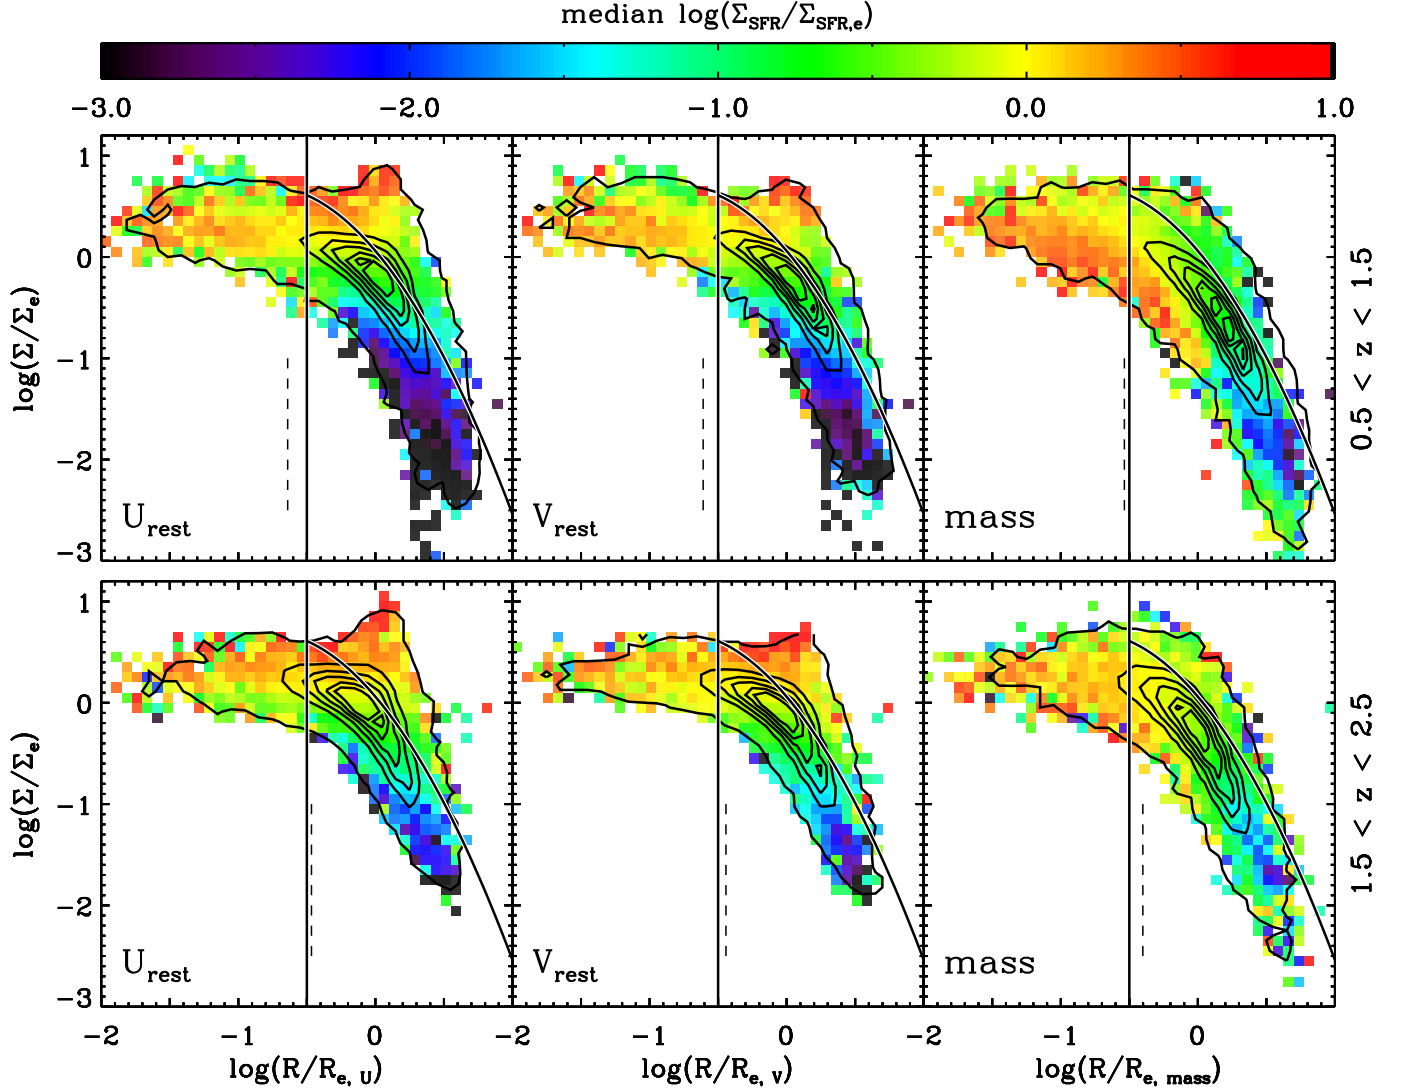 median log(Σ_SFR/Σ_SFR,e)
−3.0 −2.0 −1.0 0.0 1.0
log(Σ/Σ_e)
1
0
−1
−2
−3
U_rest
V_rest
mass
0.5 < z < 1.5
log(Σ/Σ_e)
1
0
−1
−2
−3
U_rest
V_rest
mass
1.5 < z < 2.5
−2 −1 0 −2 −1 0 −1 0 1
log(R/R_e, U)
log(R/R_e, V)
log(R/R_e, mass)